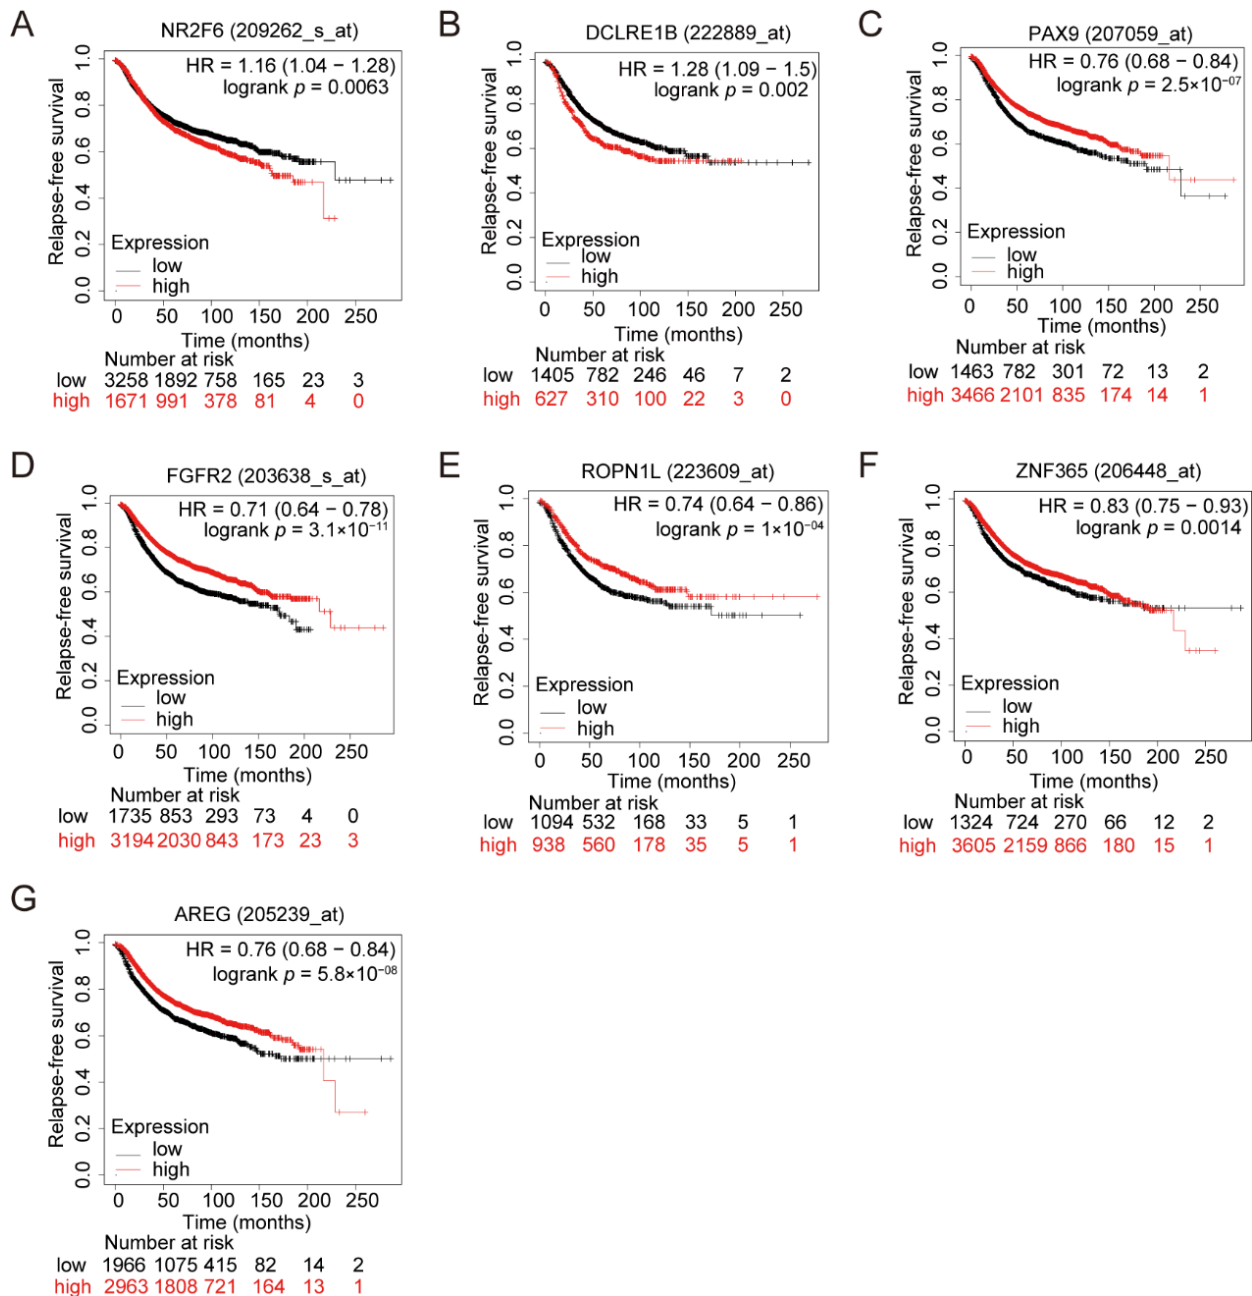 A
NR2F6 (209262_s_at)
HR = 1.16 (1.04 − 1.28)
logrank p = 0.0063
Relapse-free survival
1.0
0.8
0.6
0.4
0.2
0.0
Expression
low
high
0 50 100 150 200 250
Time (months)
Number at risk
low 3258 1892 758 165 23 3
high 1671 991 378 81 4 0
B
DCLRE1B (222889_at)
HR = 1.28 (1.09 − 1.5)
logrank p = 0.002
Relapse-free survival
1.0
0.8
0.6
0.4
0.2
0.0
Expression
low
high
0 50 100 150 200 250
Time (months)
Number at risk
low 1405 782 246 46 7 2
high 627 310 100 22 3 0
C
PAX9 (207059_at)
HR = 0.76 (0.68 − 0.84)
logrank p = 2.5×10⁻⁰⁷
Relapse-free survival
1.0
0.8
0.6
0.4
0.2
0.0
Expression
low
high
0 50 100 150 200 250
Time (months)
Number at risk
low 1463 782 301 72 13 2
high 3466 2101 835 174 14 1
D
FGFR2 (203638_s_at)
HR = 0.71 (0.64 − 0.78)
logrank p = 3.1×10⁻¹¹
Relapse-free survival
1.0
0.8
0.6
0.4
0.2
0.0
Expression
low
high
0 50 100 150 200 250
Time (months)
Number at risk
low 1735 853 293 73 4 0
high 3194 2030 843 173 23 3
E
ROPN1L (223609_at)
HR = 0.74 (0.64 − 0.86)
logrank p = 1×10⁻⁰⁴
Relapse-free survival
1.0
0.8
0.6
0.4
0.2
0.0
Expression
low
high
0 50 100 150 200 250
Time (months)
Number at risk
low 1094 532 168 33 5 1
high 938 560 178 35 5 1
F
ZNF365 (206448_at)
HR = 0.83 (0.75 − 0.93)
logrank p = 0.0014
Relapse-free survival
1.0
0.8
0.6
0.4
0.2
0.0
Expression
low
high
0 50 100 150 200 250
Time (months)
Number at risk
low 1324 724 270 66 12 2
high 3605 2159 866 180 15 1
G
AREG (205239_at)
HR = 0.76 (0.68 − 0.84)
logrank p = 5.8×10⁻⁰⁸
Relapse-free survival
1.0
0.8
0.6
0.4
0.2
0.0
Expression
low
high
0 50 100 150 200 250
Time (months)
Number at risk
low 1966 1075 415 82 14 2
high 2963 1808 721 164 13 1